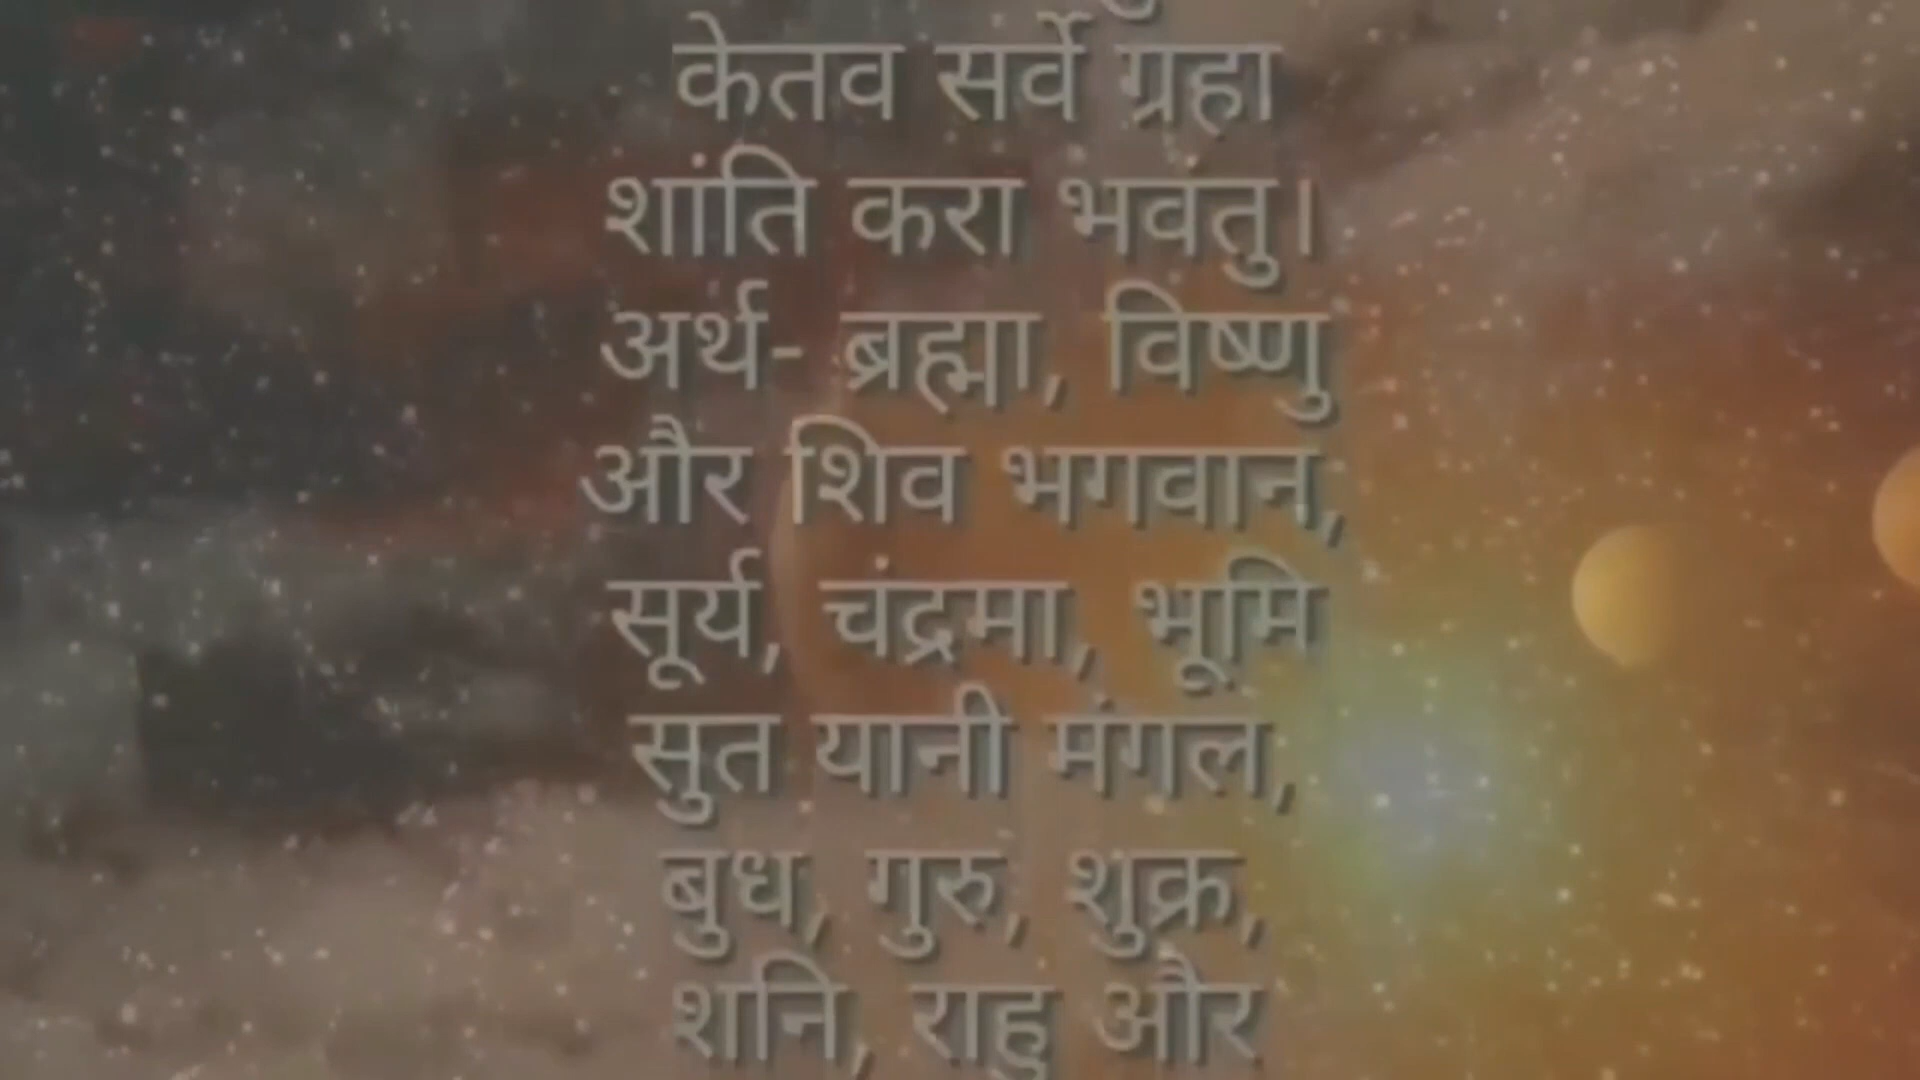 केतव सर्वे ग्रहा
शांति करा भवंतु।
अर्थ- ब्रह्मा, विष्णु
और शिव भगवान,
सूर्य, चंद्रमा, भूमि
सुत यानी मंगल,
बुध, गुरु, शुक्र,
शनि, राहु और